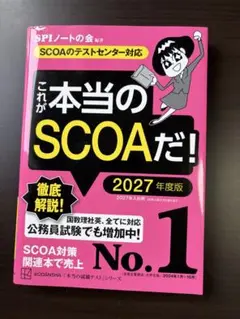 SPIノートの会 編著
SCOAのテストセンター対応
これが
本当の
SCOAだ!
2027年度版
徹底
解説!
国数理社英、全てに対応
公務員試験でも増加中!
SCOA対策
関連本で売上
No.1
KODANSHA